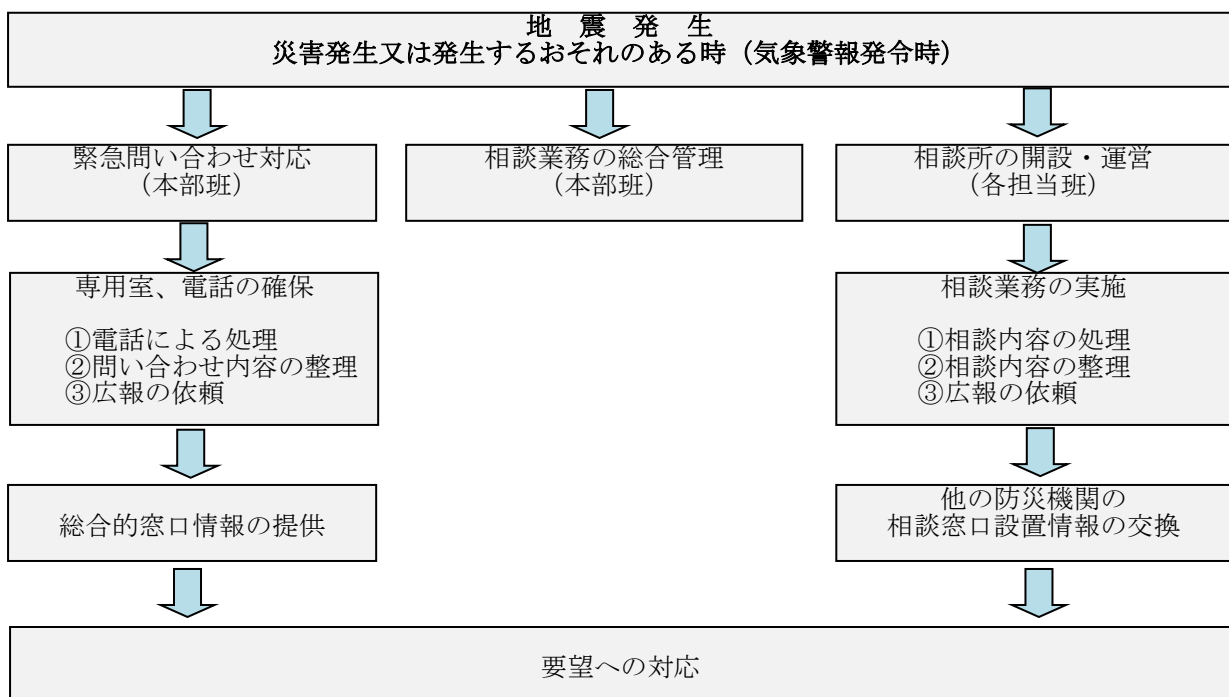 地　震　発　生
災害発生又は発生するおそれのある時（気象警報発令時）
緊急問い合わせ対応
（本部班）
相談業務の総合管理
（本部班）
相談所の開設・運営
（各担当班）
専用室、電話の確保
①電話による処理
②問い合わせ内容の整理
③広報の依頼
相談業務の実施
①相談内容の処理
②相談内容の整理
③広報の依頼
総合的窓口情報の提供
他の防災機関の
相談窓口設置情報の交換
要望への対応